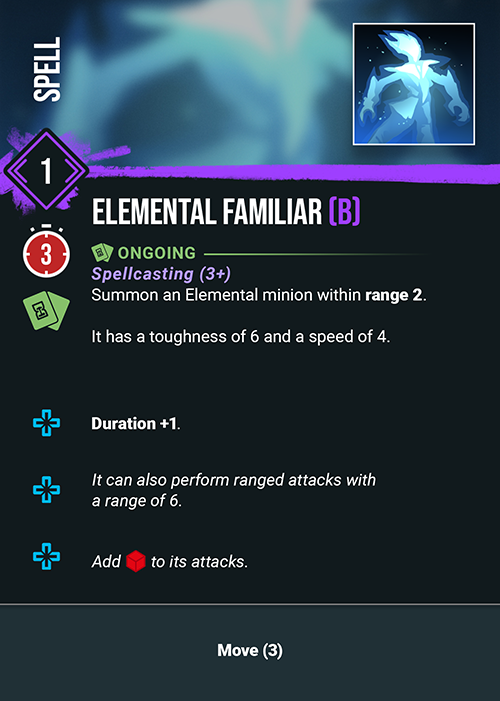 SPELL
1
ELEMENTAL FAMILIAR (B)
3
ONGOING
Spellcasting (3+)
Summon an Elemental minion within range 2.
It has a toughness of 6 and a speed of 4.
Duration +1.
It can also perform ranged attacks with
a range of 6.
Add to its attacks.
Move (3)